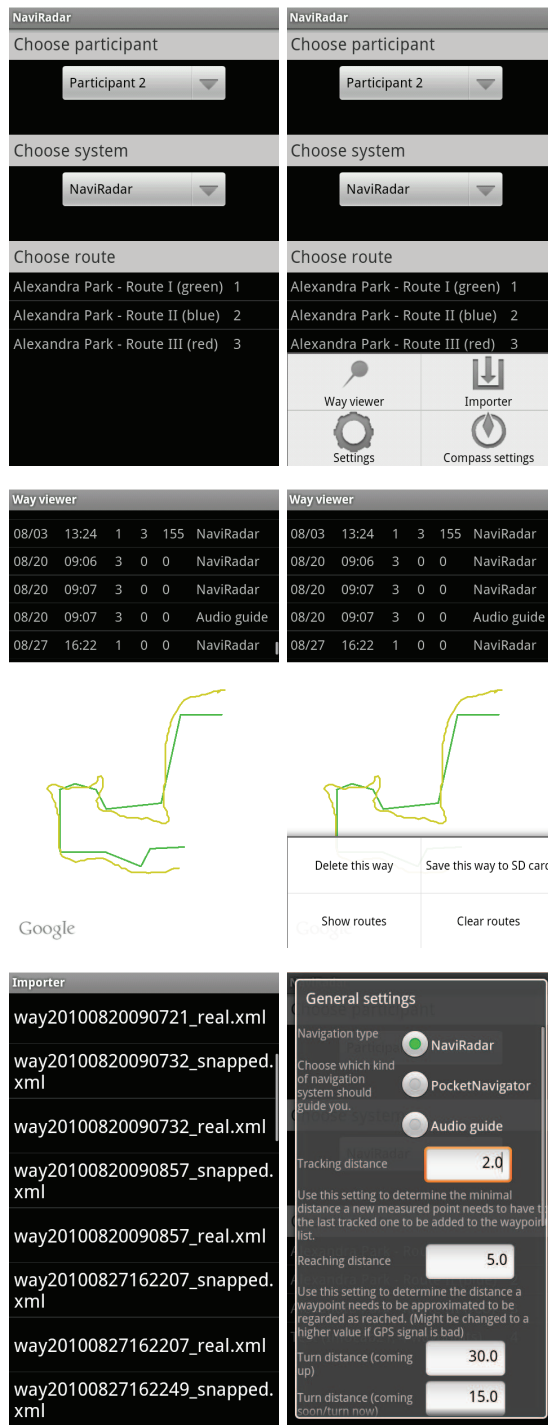 NaviRadar
Choose participant
Participant 2
Choose system
NaviRadar
Choose route
Alexandra Park - Route I (green) 1
Alexandra Park - Route II (blue) 2
Alexandra Park - Route III (red) 3
NaviRadar
Choose participant
Participant 2
Choose system
NaviRadar
Choose route
Alexandra Park - Route I (green) 1
Alexandra Park - Route II (blue) 2
Alexandra Park - Route III (red) 3
Way viewer
Importer
Settings
Compass settings
Way viewer
08/03 13:24 1 3 155 NaviRadar
08/20 09:06 3 0 0 NaviRadar
08/20 09:07 3 0 0 NaviRadar
08/20 09:07 3 0 0 Audio guide
08/27 16:22 1 0 0 NaviRadar
Google
Way viewer
08/03 13:24 1 3 155 NaviRadar
08/20 09:06 3 0 0 NaviRadar
08/20 09:07 3 0 0 NaviRadar
08/20 09:07 3 0 0 Audio guide
08/27 16:22 1 0 0 NaviRadar
Delete this way
Save this way to SD card
Show routes
Clear routes
Importer
way20100820090721_real.xml
way20100820090732_snapped.
xml
way20100820090732_real.xml
way20100820090857_snapped.
xml
way20100820090857_real.xml
way20100827162207_snapped.
xml
way20100827162207_real.xml
way20100827162249_snapped.
xml
General settings
Navigation type
Choose which kind
of navigation
system should
guide you.
NaviRadar
PocketNavigator
Audio guide
Tracking distance
2.0
Use this setting to determine the minimal
distance a new measured point needs to have t
the last tracked one to be added to the waypoin
list.
Reaching distance
5.0
Use this setting to determine the distance a
waypoint needs to be approximated to be
regarded as reached. (Might be changed to a
higher value if GPS signal is bad)
Turn distance (coming
up)
30.0
Turn distance (coming
soon/turn now)
15.0